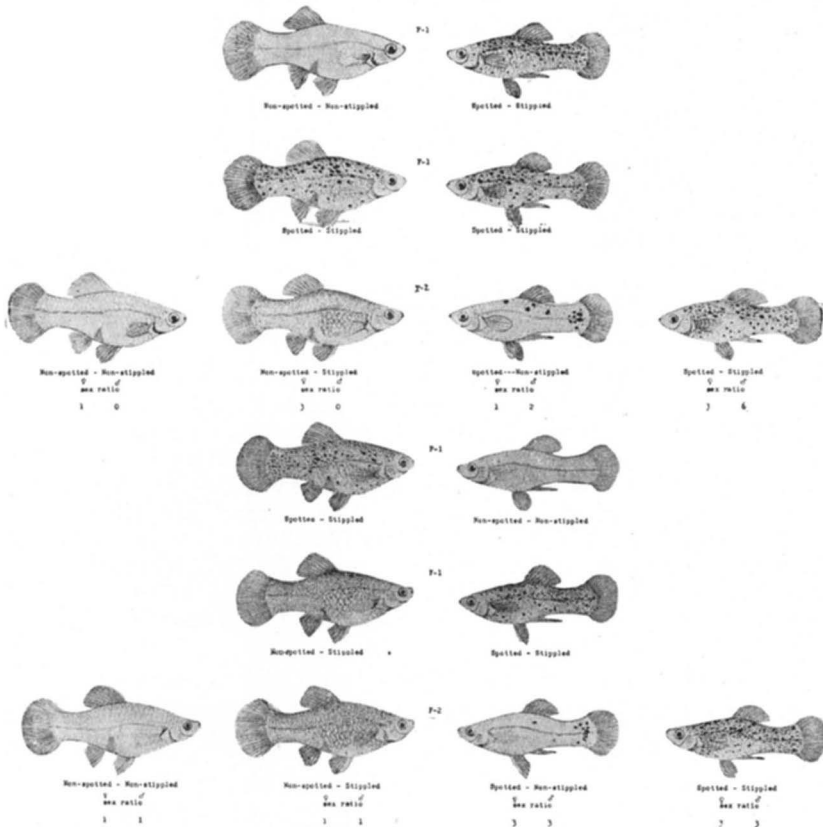 P-1
Non-spotted - Non-stippled
Spotted - Stippled
F-1
Spotted - Stippled
Spotted - Stippled
F-2
Non-spotted - Non-stippled
Non-spotted - Stippled
Spotted---Non-stippled
Spotted - Stippled
♀ ♂ ♀ ♂ ♀ ♂ ♀ ♂
sex ratio sex ratio sex ratio sex ratio
1 0 3 0 1 2 3 6
P-1
Spotted - Stippled
Non-spotted - Non-stippled
F-1
Non-spot - Stippled
Spotted - Stippled
F-2
Non-spotted - Non-stippled
Non-spotted - Stippled
Spotted - Non-stippled
Spotted - Stippled
♀ ♂ ♀ ♂ ♀ ♂ ♀ ♂
sex ratio sex ratio sex ratio sex ratio
1 1 1 1 3 3 3